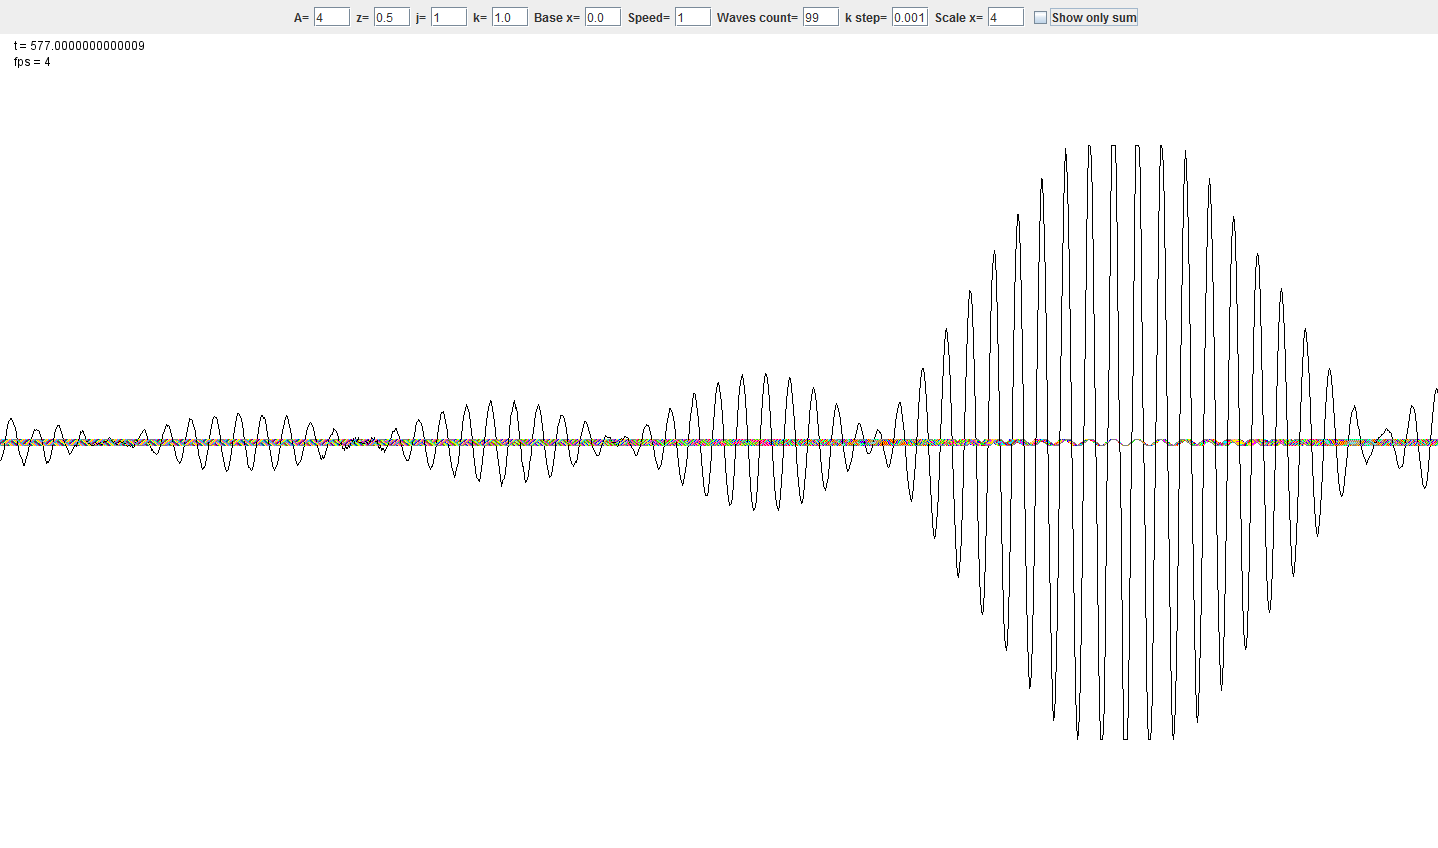 A= 4 z= 0.5 j= 1 k= 1.0 Base x= 0.0 Speed= 1 Waves count= 99 k step= 0.001 Scale x= 4 Show only sum
t = 577.0000000000009
fps = 4